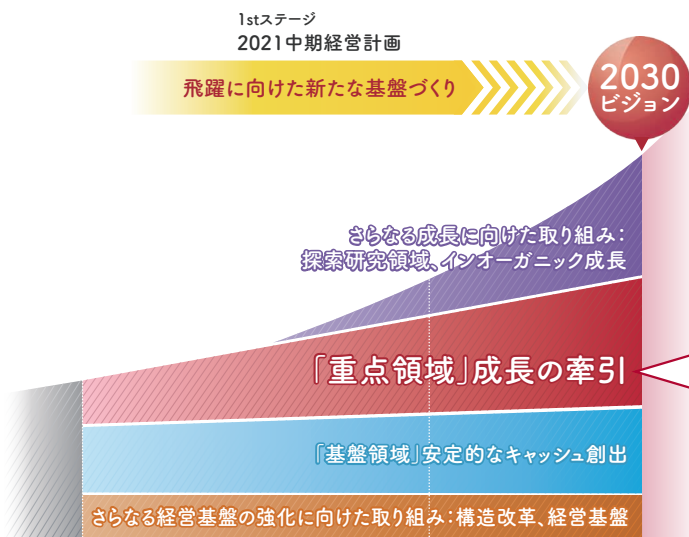 1stステージ
2021中期経営計画
飛躍に向けた新たな基盤づくり
2030
ビジョン
さらなる成長に向けた取り組み：
探索研究領域、インオーガニック成長
「重点領域」成長の牽引
「基盤領域」安定的なキャッシュ創出
さらなる経営基盤の強化に向けた取り組み：構造改革、経営基盤